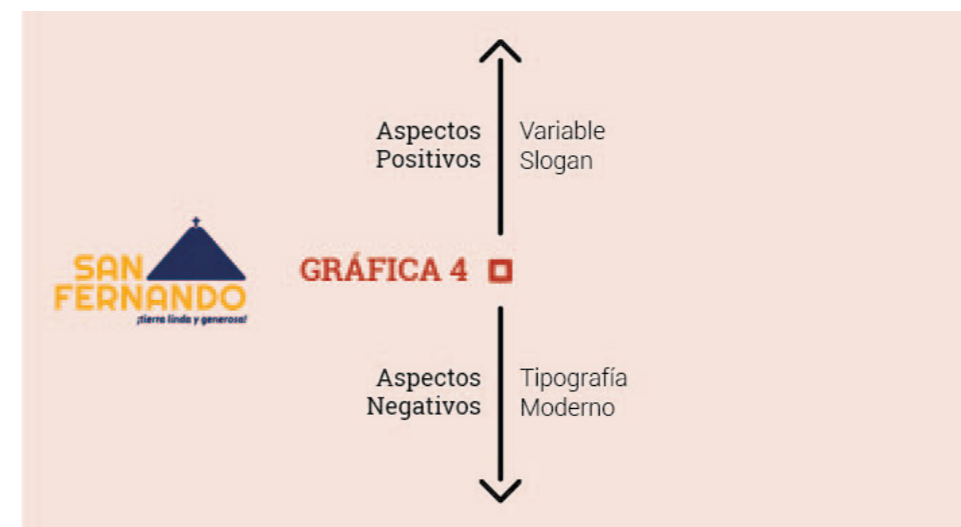 Aspectos
Positivos
Variable
Slogan
SAN
FERNANDO
¡tierra linda y generosa!
GRÁFICA 4
Aspectos
Negativos
Tipografía
Moderno